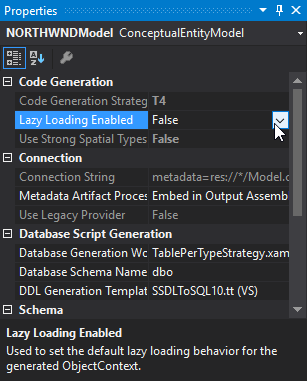 Properties
NORTHWNDModel ConceptualEntityModel
Code Generation
Code Generation Strateg T4
Lazy Loading Enabled False
Use Strong Spatial Types False
Connection
Connection String metadata=res://*/Model.c
Metadata Artifact Proces Embed in Output Assemb
Use Legacy Provider False
Database Script Generation
Database Generation Wo TablePerTypeStrategy.xam
Database Schema Name dbo
DDL Generation Templat SSDLToSQL10.tt (VS)
Schema
Lazy Loading Enabled
Used to set the default lazy loading behavior for the
generated ObjectContext.